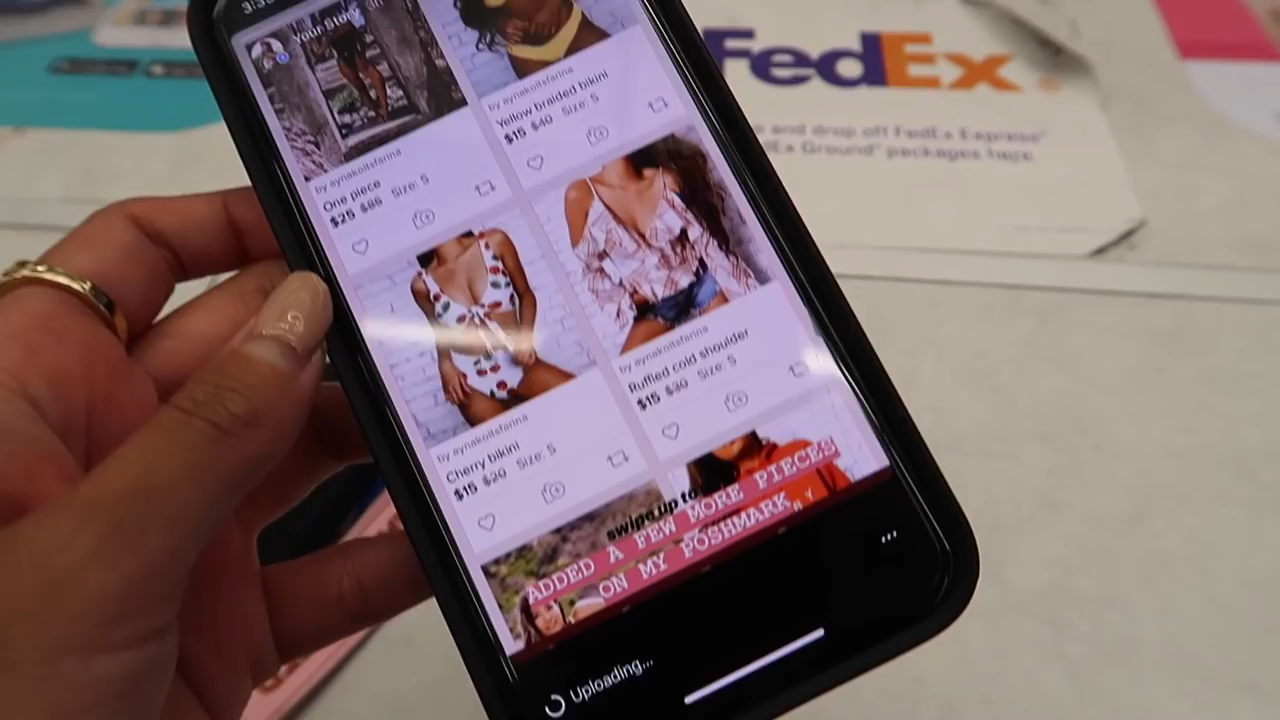 Your Story
by aynakoitsfarina
One piece
$25 $85 Size: S
by aynakoitsfarina
Yellow braided bikini
$15 $40 Size: S
by aynakoitsfarina
Cherry bikini
$15 $20 Size: S
by aynakoitsfarina
Ruffled cold shoulder
$15 $30 Size: S
swipe up to
ADDED A FEW MORE PIECES
ON MY POSHMARK
Uploading...
FedEx
and drop off FedEx Express
Ground packages here